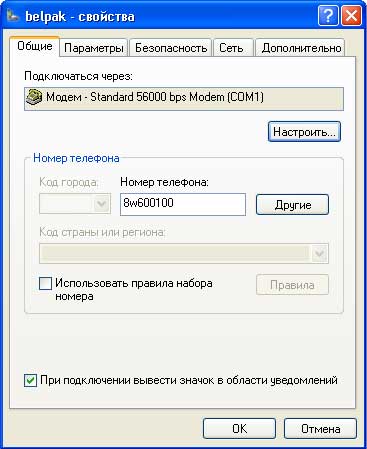 belpak - свойства
Общие Параметры Безопасность Сеть Дополнительно
Подключаться через:
Модем - Standard 56000 bps Modem (COM1)
Настроить...
Номер телефона
Код города: Номер телефона:
8w600100 Другие
Код страны или региона:
Использовать правила набора
номера
Правила
При подключении вывести значок в области уведомлений
OK Отмена